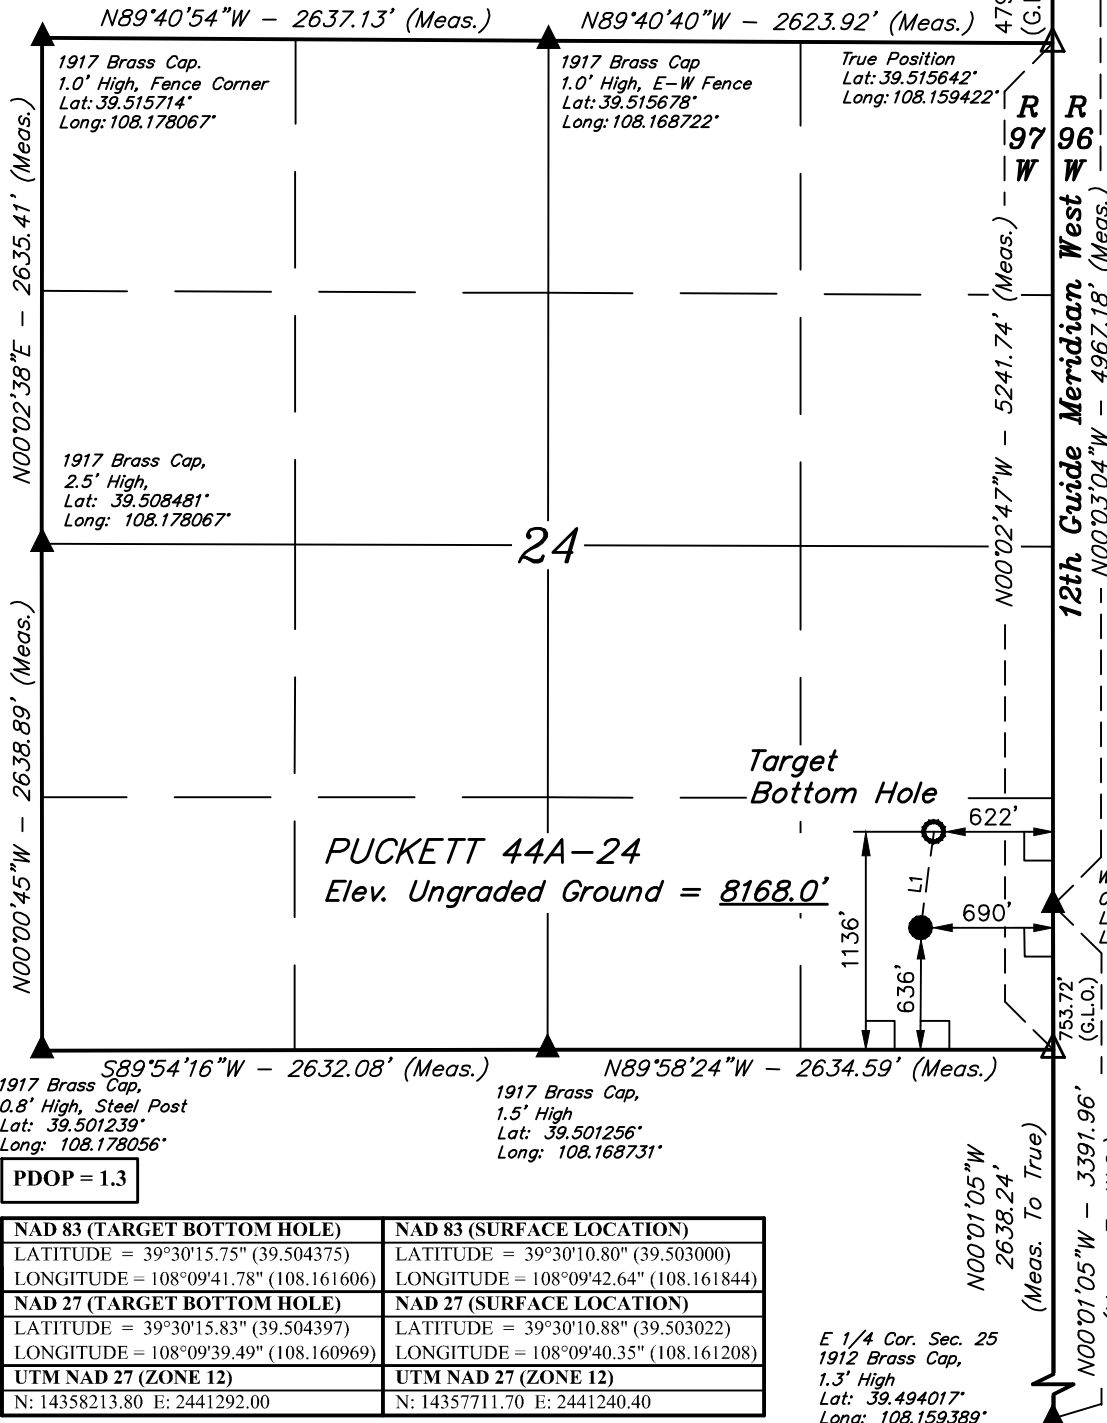 N89°40'54"W - 2637.13' (Meas.)
N89°40'40"W - 2623.92' (Meas.)
479
1917 Brass Cap.
1.0' High, Fence Corner
Lat: 39.515714°
Long: 108.178067°
1917 Brass Cap
1.0' High, E-W Fence
Lat: 39.515678°
Long: 108.168722°
True Position
Lat: 39.515642°
Long: 108.159422°
R R
97 96
W W
N00°02'38"E - 2635.41' (Meas.)
N00°02'47"W - 5241.74' (Meas.)
12th Guide Meridian West
N00°03'04"W - 4967.18' (Meas.)
1917 Brass Cap,
2.5' High,
Lat: 39.508481°
Long: 108.178067°
24
N00°00'45"W - 2638.89' (Meas.)
Target
Bottom Hole
622'
PUCKETT 44A-24
Elev. Ungraded Ground = 8168.0'
L1
690'
1136'
636'
753.72'
(G.L.O.)
S89°54'16"W - 2632.08' (Meas.)
N89°58'24"W - 2634.59' (Meas.)
1917 Brass Cap,
0.8' High, Steel Post
Lat: 39.501239°
Long: 108.178056°
1917 Brass Cap,
1.5' High
Lat: 39.501256°
Long: 108.168731°
PDOP = 1.3
N00°01'05"W
2638.24'
(Meas. To True)
N00°01'05"W - 3391.96'
NAD 83 (TARGET BOTTOM HOLE)
LATITUDE = 39°30'15.75" (39.504375)
LONGITUDE = 108°09'41.78" (108.161606)
NAD 83 (SURFACE LOCATION)
LATITUDE = 39°30'10.80" (39.503000)
LONGITUDE = 108°09'42.64" (108.161844)
NAD 27 (TARGET BOTTOM HOLE)
LATITUDE = 39°30'15.83" (39.504397)
LONGITUDE = 108°09'39.49" (108.160969)
NAD 27 (SURFACE LOCATION)
LATITUDE = 39°30'10.88" (39.503022)
LONGITUDE = 108°09'40.35" (108.161208)
UTM NAD 27 (ZONE 12)
N: 14358213.80 E: 2441292.00
UTM NAD 27 (ZONE 12)
N: 14357711.70 E: 2441240.40
E 1/4 Cor. Sec. 25
1912 Brass Cap,
1.3' High
Lat: 39.494017°
Long: 108.159389°